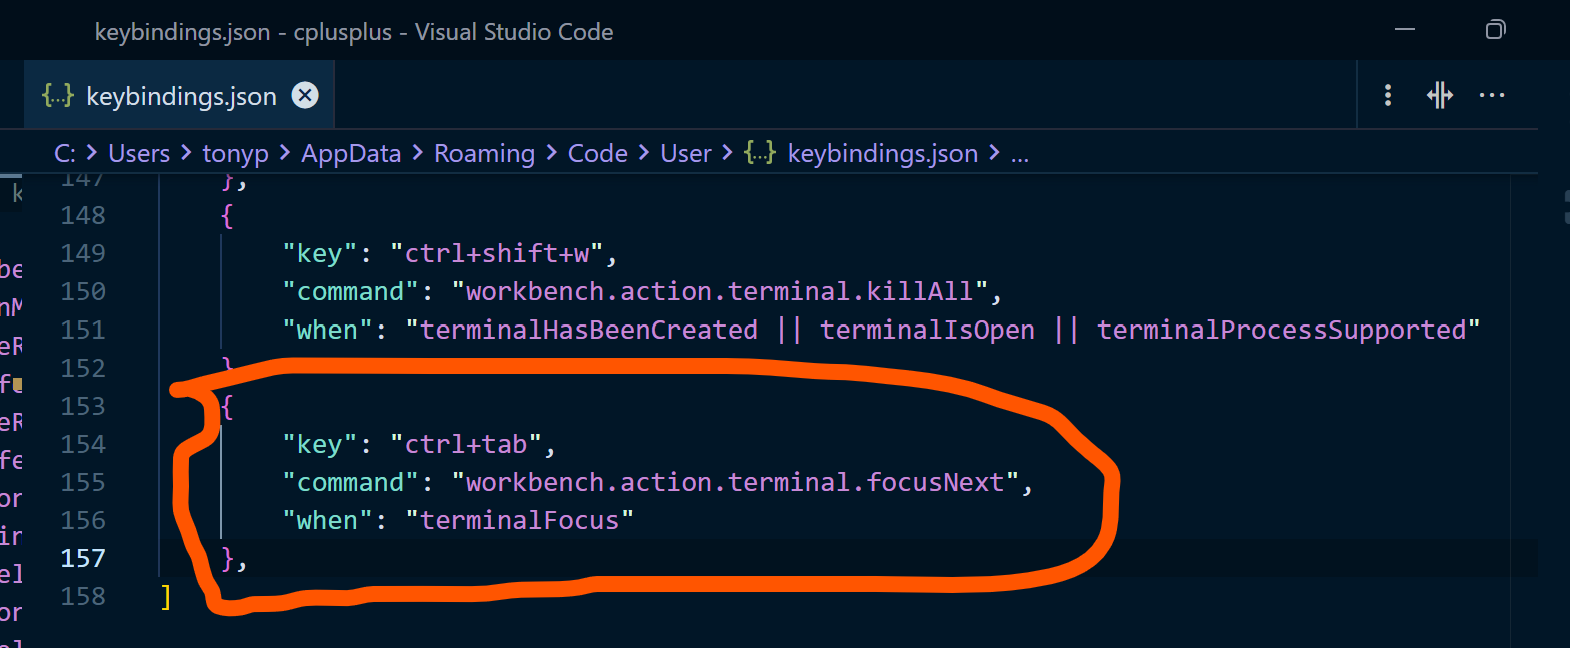 keybindings.json - cplusplus - Visual Studio Code
{..} keybindings.json
C: > Users > tonyp > AppData > Roaming > Code > User > {..} keybindings.json > ...
147 },
148 {
149 "key": "ctrl+shift+w",
150 "command": "workbench.action.terminal.killAll",
151 "when": "terminalHasBeenCreated || terminalIsOpen || terminalProcessSupported"
152 }
153 {
154 "key": "ctrl+tab",
155 "command": "workbench.action.terminal.focusNext",
156 "when": "terminalFocus"
157 },
158 ]